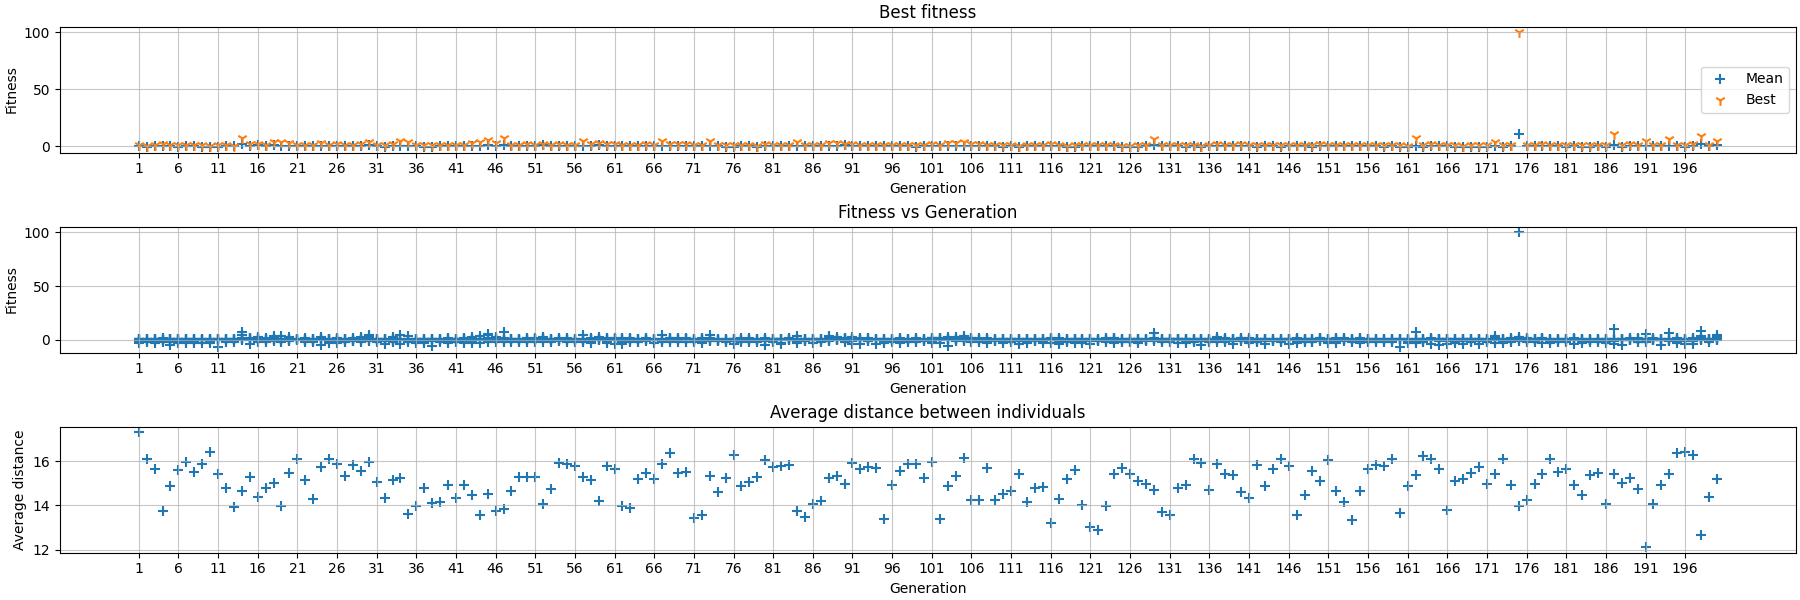 Best fitness
100
50
0
Fitness
Mean
Best
1 6 11 16 21 26 31 36 41 46 51 56 61 66 71 76 81 86 91 96 101 106 111 116 121 126 131 136 141 146 151 156 161 166 171 176 181 186 191 196
Generation
Fitness vs Generation
100
50
0
Fitness
1 6 11 16 21 26 31 36 41 46 51 56 61 66 71 76 81 86 91 96 101 106 111 116 121 126 131 136 141 146 151 156 161 166 171 176 181 186 191 196
Generation
Average distance between individuals
16
14
12
Average distance
1 6 11 16 21 26 31 36 41 46 51 56 61 66 71 76 81 86 91 96 101 106 111 116 121 126 131 136 141 146 151 156 161 166 171 176 181 186 191 196
Generation